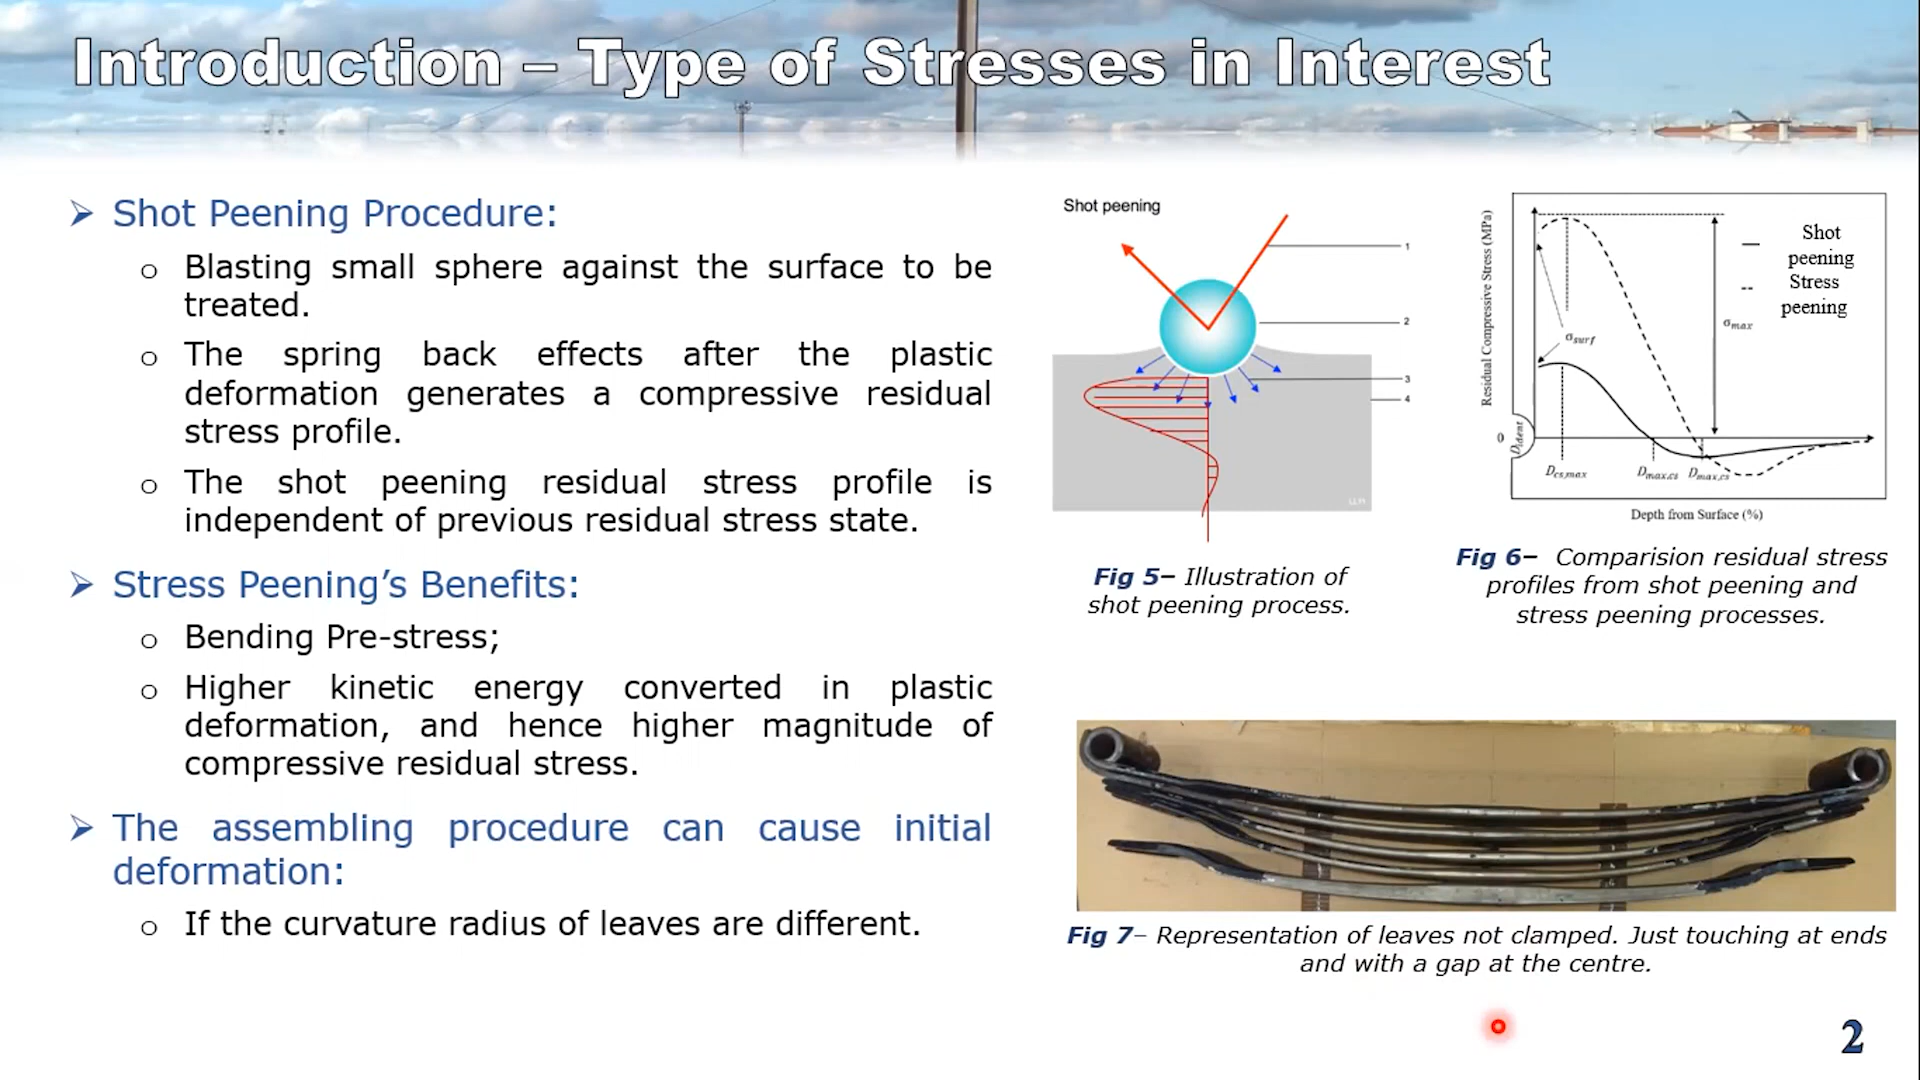 Introduction – Type of Stresses in Interest
Shot Peening Procedure:
o Blasting small sphere against the surface to be
treated.
o The spring back effects after the plastic
deformation generates a compressive residual
stress profile.
o The shot peening residual stress profile is
independent of previous residual stress state.
Stress Peening’s Benefits:
o Bending Pre-stress;
o Higher kinetic energy converted in plastic
deformation, and hence higher magnitude of
compressive residual stress.
The assembling procedure can cause initial
deformation:
o If the curvature radius of leaves are different.
Shot peening
1
2
3
4
Fig 5– Illustration of
shot peening process.
Residual Compressive Stress (MPa)
Shot
peening
Stress
peening
σmax
σsurf
0
Dident
Dcs,max
Dmax,cs
Dmax,cs
Depth from Surface (%)
Fig 6– Comparision residual stress
profiles from shot peening and
stress peening processes.
Fig 7– Representation of leaves not clamped. Just touching at ends
and with a gap at the centre.
2